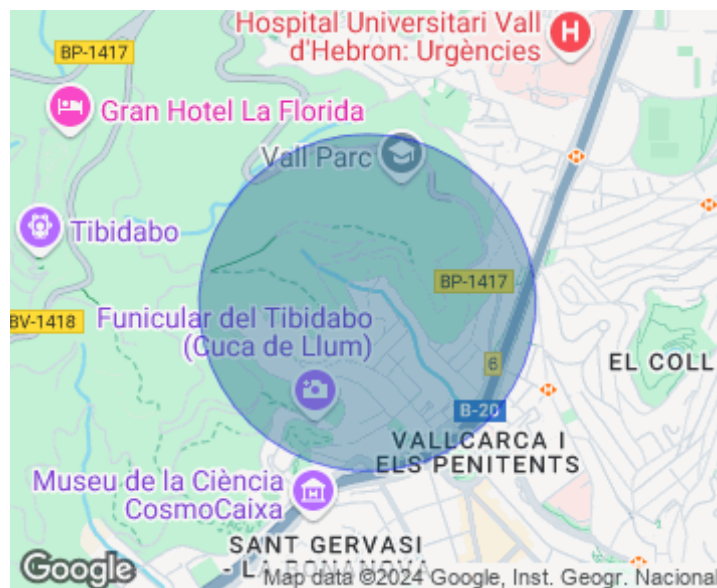 Hospital Universitari Vall
d'Hebron: Urgències
H
BP-1417
Gran Hotel La Florida
Vall Parc
Tibidabo
BP-1417
BV-1418
Funicular del Tibidabo
(Cuca de Llum)
6
EL COLL
B-20
VALLCARCA I
ELS PENITENTS
Museu de la Ciència
CosmoCaixa
SANT GERVASI
- LA BONANOVA
Google
Map data ©2024 Google, Inst. Geogr. Nacional